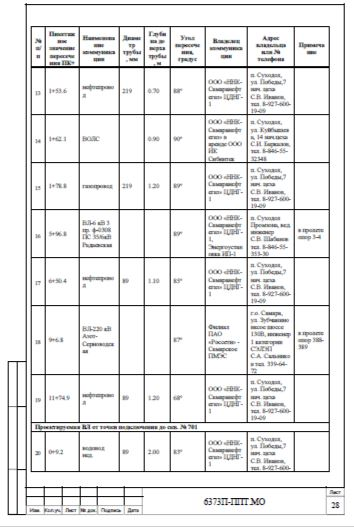 № п/п Пикетажное значение пересечения ПК+ Наименование коммуникации Диаметр трубы, мм Глубина до верха трубы, м Угол пересечения, градус Владелец коммуникации Адрес владельца или № телефона Примечание
13 1+53.6 нефтепровод 219 0.70 88° ООО «ННК-Самаранефтегаз» ЦДНГ-1 п. Суходол, ул. Победы,7 нач. цеха С.В. Иванов, тел. 8-927-600-19-09
14 1+62.1 ВОЛС 0.90 90° ООО «ННК-Самаранефтегаз» в аренде ООО ИК Сибинтек п. Суходол, ул. Куйбышева, 14 нач.цеха С.И. тел. 8-846-55-32348
15 1+78.8 газопровод 219 1.20 89° ООО «ННК-Самаранефтегаз» ЦДНГ-1 п. Суходол, ул. Победы,7 нач. цеха С.В. Иванов, тел. 8-927-600-19-09
16 5+96.8 ВЛ-6 кВ 3 пр. ф-0308 ПС 35/6кВ Радаевская 89° ООО «ННК-Самаранефтегаз» ЦДНГ-1, п. Суходол Промзона, вед. инженер С.В. Шабанов тел. 8-846-55-353-30 в пролете опор 3-4
17 6+50.4 нефтепровод 89 1.10 85° ООО «ННК-Самаранефтегаз» ЦДНГ-1 п. Суходол, ул. Победы,7 нач. цеха С.В. Иванов, тел. 8-927-600-19-09
18 9+6.8 ВЛ-220 кВ Азот-Серноводская 87° Филиал ПАО «Россети» - Самарское ПМЭС г.о. Самара, ул. шоссе 130В, инженер 1 категории СЭЛЭП С.А. тел. 339-64-72 в пролете опор 388-389
19 11+74.9 нефтепровод 89 1.20 68° ООО «ННК-Самаранефтегаз» ЦДНГ-1 п. Суходол, ул. Победы,7 нач. цеха С.В. Иванов, тел. 8-927-600-19-09
Проектируемая ВЛ от точки подключения до скв. № 701
20 0+9.2 водовод нед. 89 2.00 83° ООО «ННК-Самаранефтегаз» ЦДНГ-1 п. Суходол, ул. Победы,7 нач. цеха С.В. Иванов, тел. 8-927-600-
Изм. Кол.уч. Лист № док. Подпись Дата
6373П-ППТ.МО
Лист
28